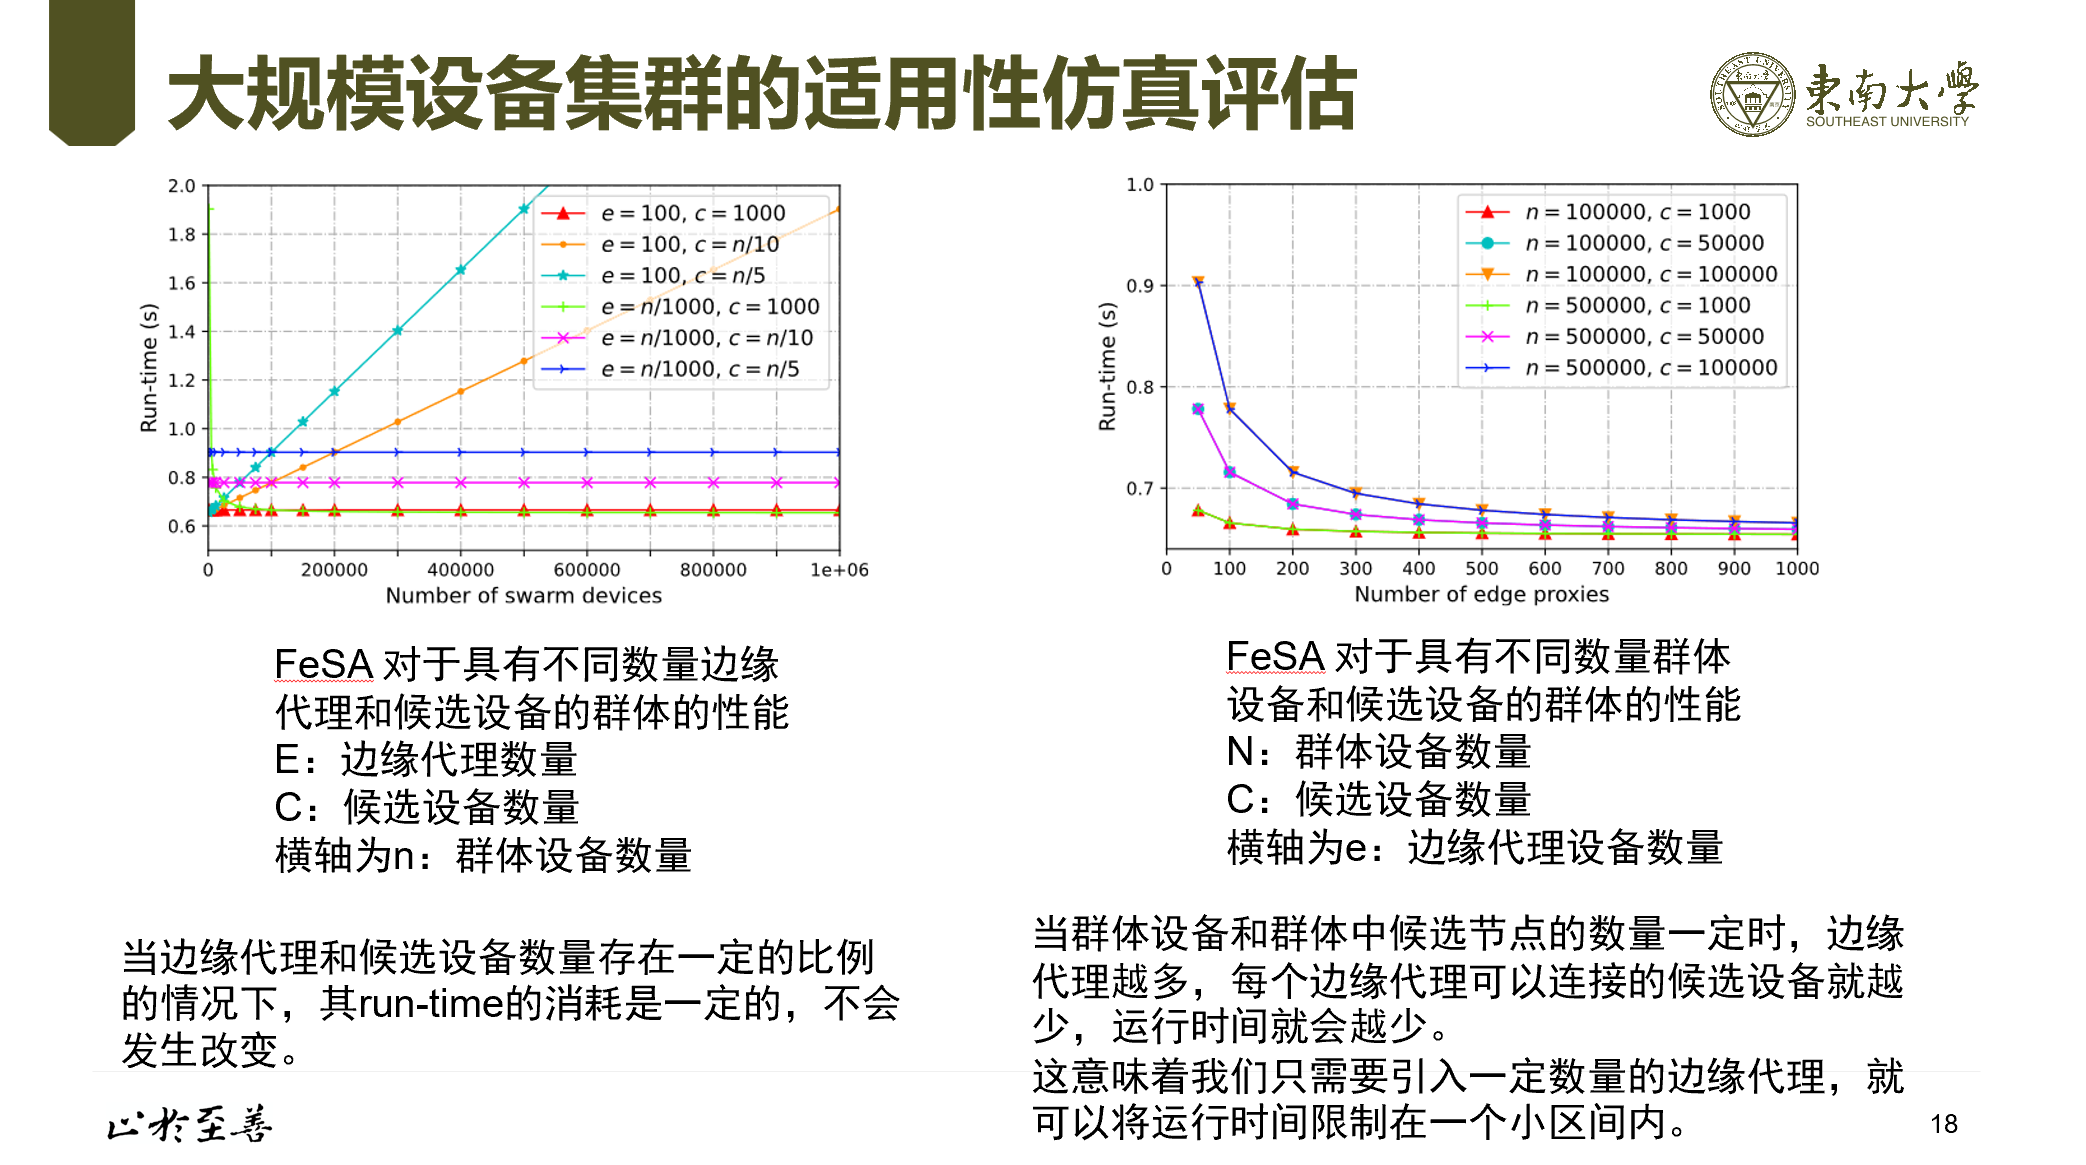 大规模设备集群的适用性仿真评估
東南大學
SOUTHEAST UNIVERSITY
2.0
1.8
1.6
1.4
1.2
1.0
0.8
0.6
Run-time (s)
e = 100, c = 1000
e = 100, c = n/10
e = 100, c = n/5
e = n/1000, c = 1000
e = n/1000, c = n/10
e = n/1000, c = n/5
0 200000 400000 600000 800000 1e+06
Number of swarm devices
1.0
0.9
0.8
0.7
Run-time (s)
n = 100000, c = 1000
n = 100000, c = 50000
n = 100000, c = 100000
n = 500000, c = 1000
n = 500000, c = 50000
n = 500000, c = 100000
0 100 200 300 400 500 600 700 800 900 1000
Number of edge proxies
FeSA 对于具有不同数量边缘
代理和候选设备的群体的性能
E：边缘代理数量
C：候选设备数量
横轴为n：群体设备数量
FeSA 对于具有不同数量群体
设备和候选设备的群体的性能
N：群体设备数量
C：候选设备数量
横轴为e：边缘代理设备数量
当边缘代理和候选设备数量存在一定的比例
的情况下，其run-time的消耗是一定的，不会
发生改变。
当群体设备和群体中候选节点的数量一定时，边缘
代理越多，每个边缘代理可以连接的候选设备就越
少，运行时间就会越少。
这意味着我们只需要引入一定数量的边缘代理，就
可以将运行时间限制在一个小区间内。
止於至善
18